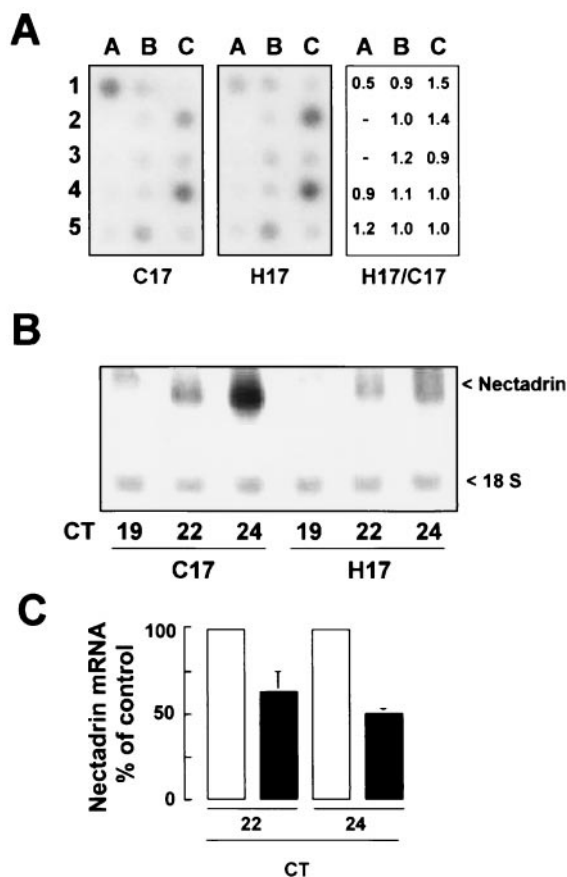 A
A B C A B C A B C
1 0.5 0.9 1.5
2 - 1.0 1.4
3 - 1.2 0.9
4 0.9 1.1 1.0
5 1.2 1.0 1.0
C17 H17 H17/C17
B
< Nectadrin
< 18 S
CT 19 22 24 19 22 24
C17 H17
C
Nectadrin mRNA
% of control
100
50
0
22 24
CT